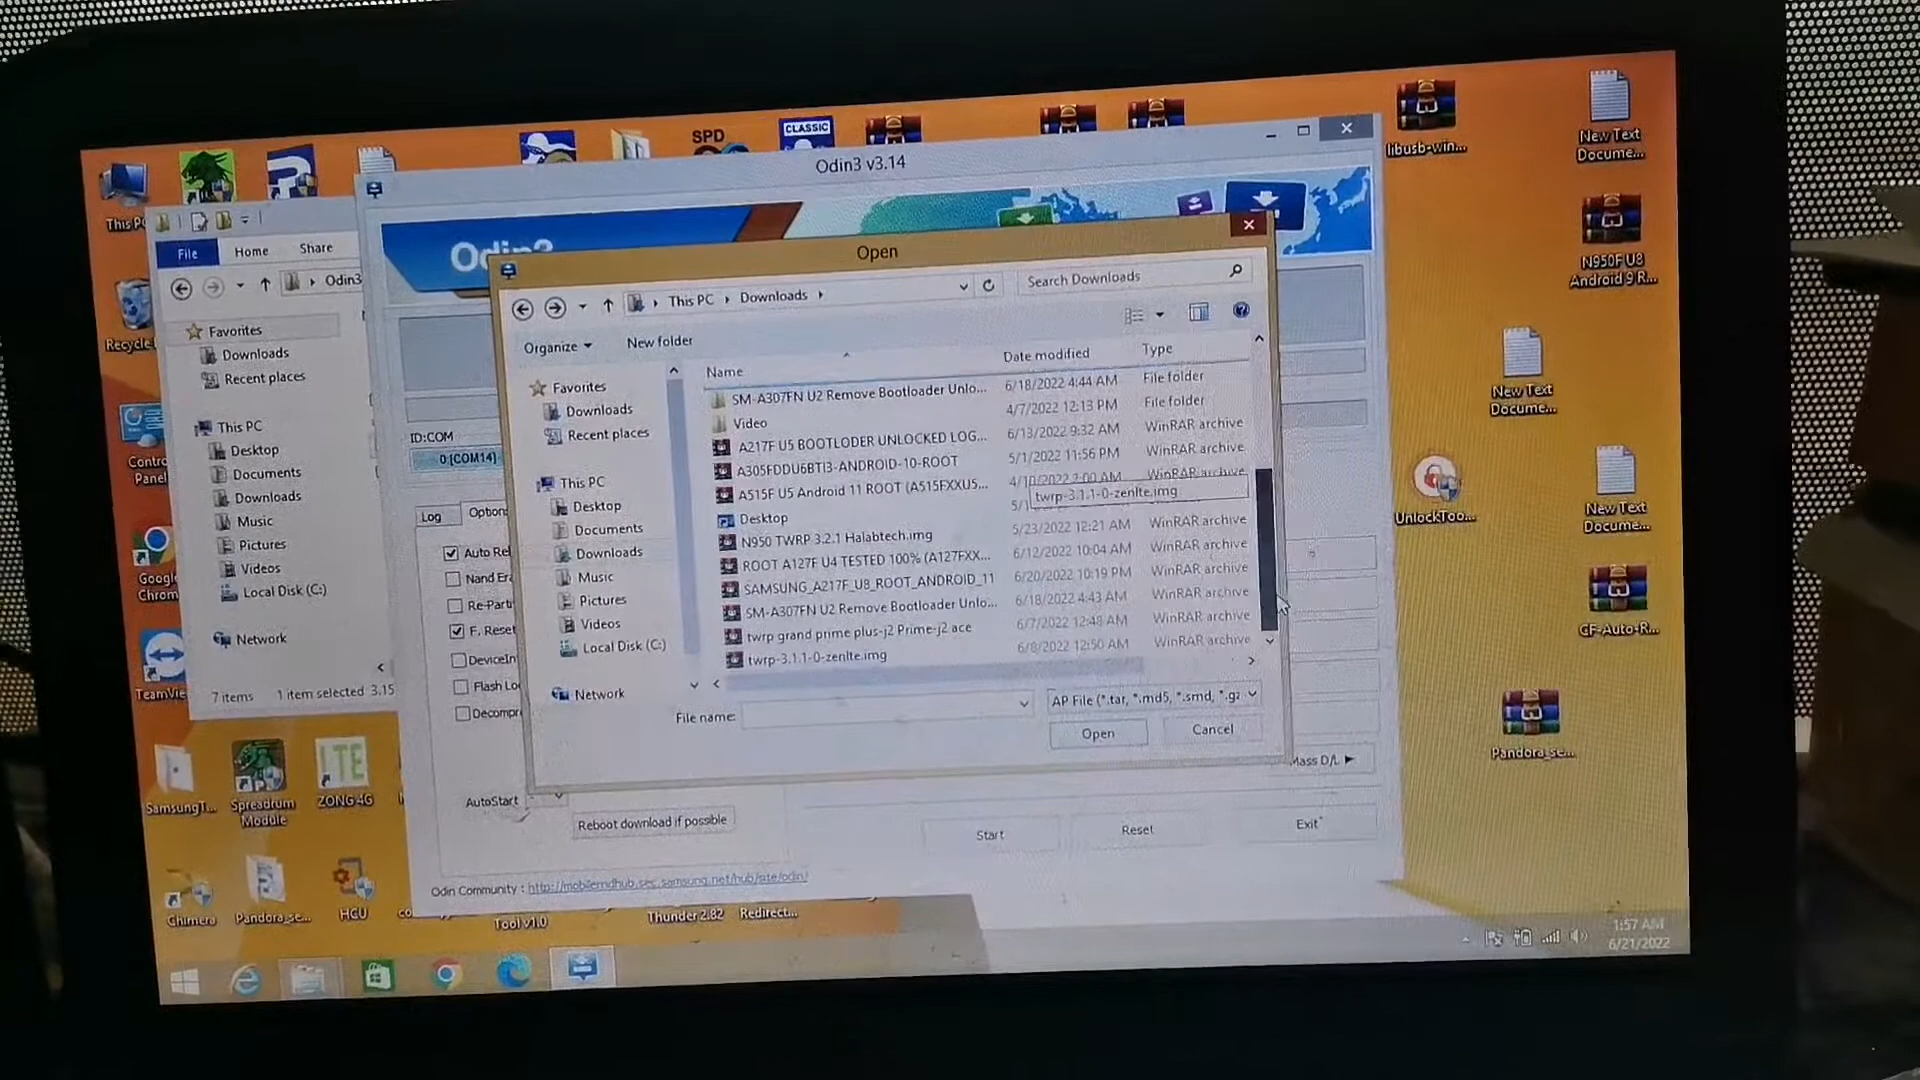 SPD
CLASSIC
libusb-win...
New Text
Docume...
Odin3 v3.14
This PC
File
Home
Share
Odin3
N950F U8
Android 9 R...
Open
This PC
Downloads
Search Downloads
Organize
New folder
Recycle
Favorites
Downloads
Recent places
This PC
Desktop
Documents
Downloads
Music
Pictures
Videos
Local Disk (C:)
Network
7 items
1 item selected 3.15
ID:COM
0:[COM14]
Log
Options
Auto Re
Nand Era
Re-Parti
F. Reset
DeviceIn
Flash Lo
Decompre
Favorites
Downloads
Recent places
This PC
Desktop
Documents
Downloads
Music
Pictures
Videos
Local Disk (C:)
Network
Name
Date modified
Type
SM-A307FN U2 Remove Bootloader Unlo...
6/18/2022 4:44 AM
File folder
Video
4/7/2022 12:13 PM
File folder
A217F U5 BOOTLODER UNLOCKED LOG...
6/13/2022 9:32 AM
WinRAR archive
A305FDDU6BTI3-ANDROID-10-ROOT
5/1/2022 11:56 PM
WinRAR archive
A515F U5 Android 11 ROOT (A515FXXU5...
WinRAR archive
twrp-3.1.1-0-zenlte.img
Desktop
N950 TWRP 3.2.1 Halabtech.img
5/23/2022 12:21 AM
WinRAR archive
ROOT A127F U4 TESTED 100% (A127FXX...
6/12/2022 10:04 AM
WinRAR archive
SAMSUNG_A217F_U8_ROOT_ANDROID_11
6/20/2022 10:19 PM
WinRAR archive
SM-A307FN U2 Remove Bootloader Unlo...
6/18/2022 4:43 AM
WinRAR archive
twrp grand prime plus-j2 Prime-j2 ace
6/7/2022 12:48 AM
WinRAR archive
twrp-3.1.1-0-zenlte.img
6/8/2022 12:50 AM
WinRAR archive
File name:
AP File (*.tar, *.md5, *.smd, *.gz
Open
Cancel
Mass D/L
AutoStart
Reboot download if possible
Start
Reset
Exit
Odin Community : http://mobilerndhub.sec.samsung.net/hub/site/odin/
New Text
Docume...
New Text
Docume...
UnlockToo...
CF-Auto-R...
Pandora_se...
Contro
Panel
Google
Chrom
TeamVie
SamsungT...
Spreadrum
Module
ZONG 4G
LTE
Chimera
Pandora_se...
HCU
Tool v1.0
Thunder 2.82
Redirect...
1:57 AM
6/21/2022